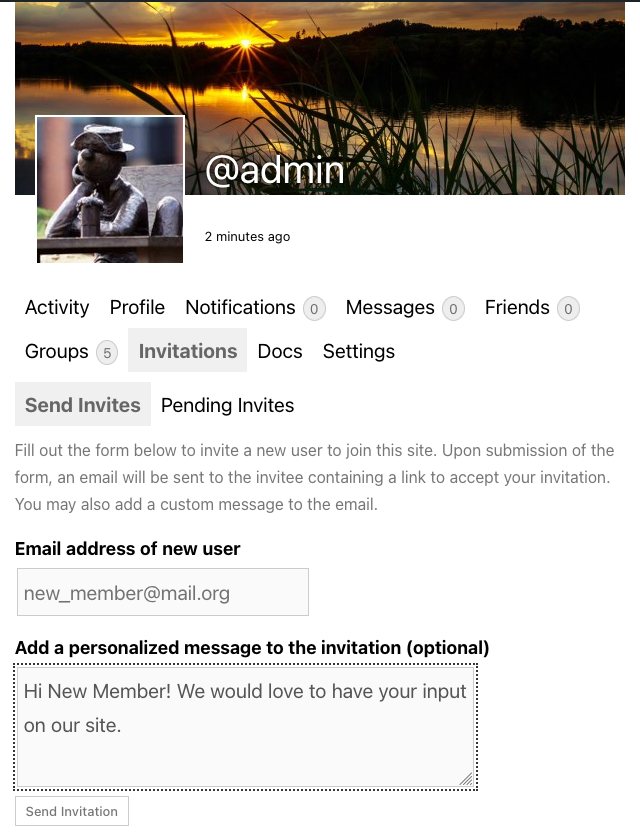 @admin
2 minutes ago
Activity Profile Notifications 0 Messages 0 Friends 0
Groups 5 Invitations Docs Settings
Send Invites Pending Invites
Fill out the form below to invite a new user to join this site. Upon submission of the
form, an email will be sent to the invitee containing a link to accept your invitation.
You may also add a custom message to the email.
Email address of new user
new_member@mail.org
Add a personalized message to the invitation (optional)
Hi New Member! We would love to have your input
on our site.
Send Invitation